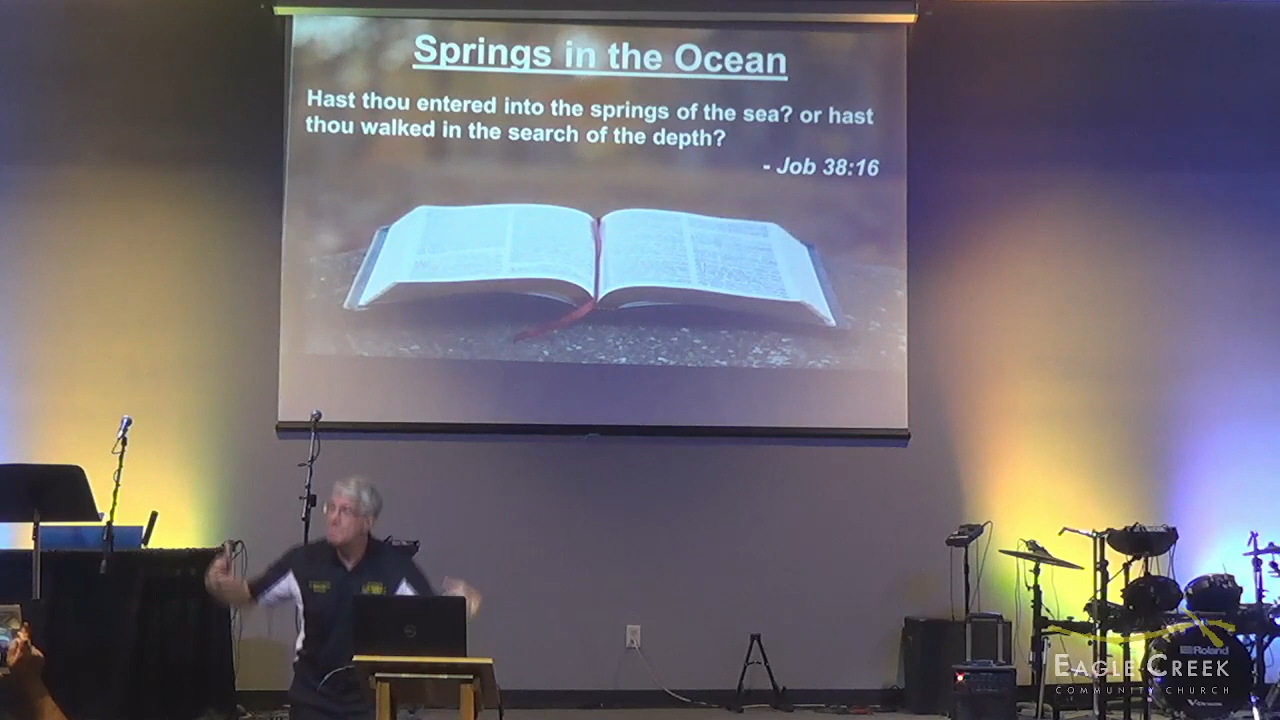 Springs in the Ocean
Hast thou entered into the springs of the sea? or hast
thou walked in the search of the depth?
- Job 38:16
Roland
EAGLE CREEK
COMMUNITY CHURCH